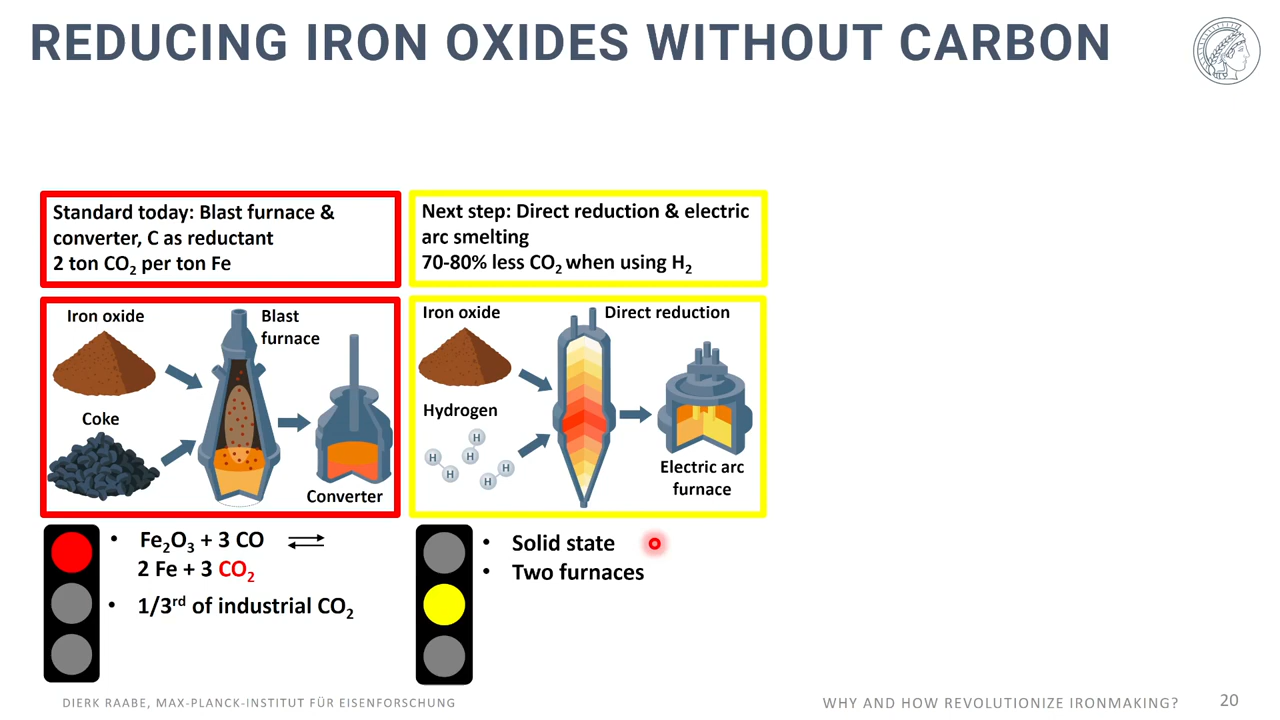 REDUCING IRON OXIDES WITHOUT CARBON
Standard today: Blast furnace &
converter, C as reductant
2 ton CO₂ per ton Fe
Iron oxide
Blast
furnace
Coke
Converter
• Fe₂O₃ + 3 CO ⇌
2 Fe + 3 CO₂
• 1/3ʳᵈ of industrial CO₂
Next step: Direct reduction & electric
arc smelting
70-80% less CO₂ when using H₂
Iron oxide
Direct reduction
Hydrogen
H
H
H
H
H
H
Electric arc
furnace
• Solid state
• Two furnaces
DIERK RAABE, MAX-PLANCK-INSTITUT FÜR EISENFORSCHUNG
WHY AND HOW REVOLUTIONIZE IRONMAKING?
20